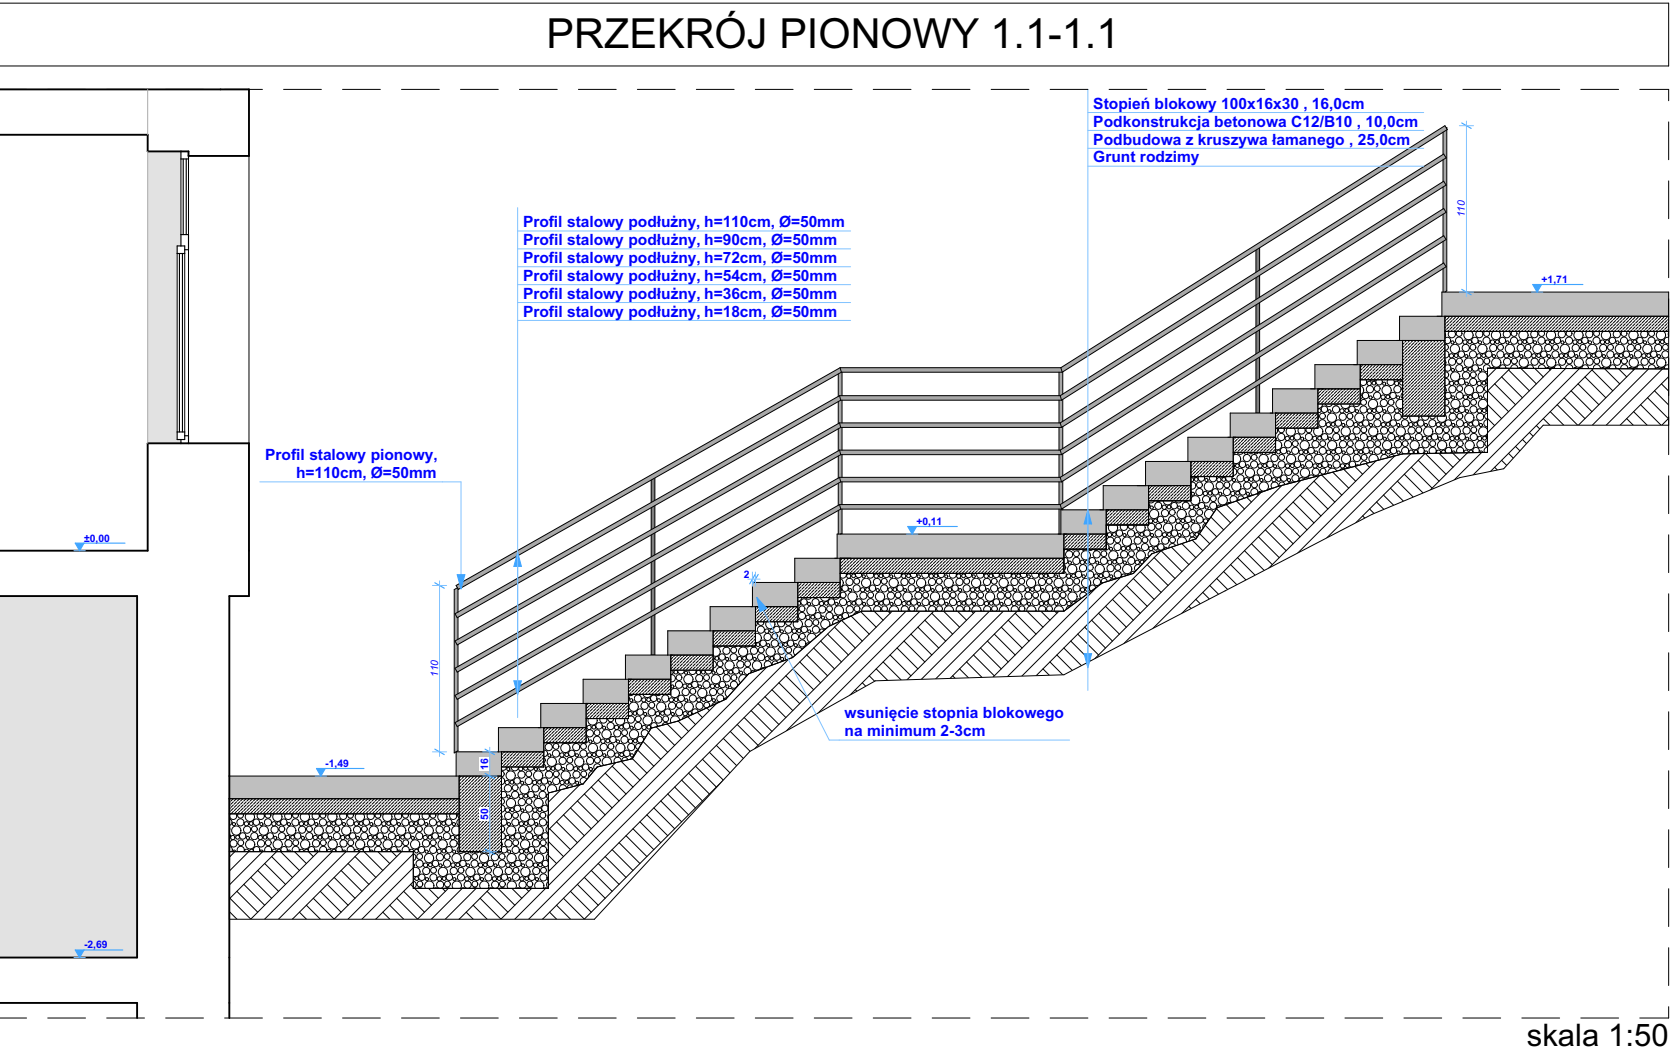 PRZEKRÓJ PIONOWY 1.1-1.1
Stopień blokowy 100x16x30 , 16,0cm
Podkonstrukcja betonowa C12/B10 , 10,0cm
Podbudowa z kruszywa łamanego , 25,0cm
Grunt rodzimy
110
Profil stalowy podłużny, h=110cm, Ø=50mm
Profil stalowy podłużny, h=90cm, Ø=50mm
Profil stalowy podłużny, h=72cm, Ø=50mm
Profil stalowy podłużny, h=54cm, Ø=50mm
Profil stalowy podłużny, h=36cm, Ø=50mm
Profil stalowy podłużny, h=18cm, Ø=50mm
+1,71
Profil stalowy pionowy,
h=110cm, Ø=50mm
+0,11
±0,00
2
110
wsunięcie stopnia blokowego
na minimum 2-3cm
-1,49
16
50
-2,69
skala 1:50